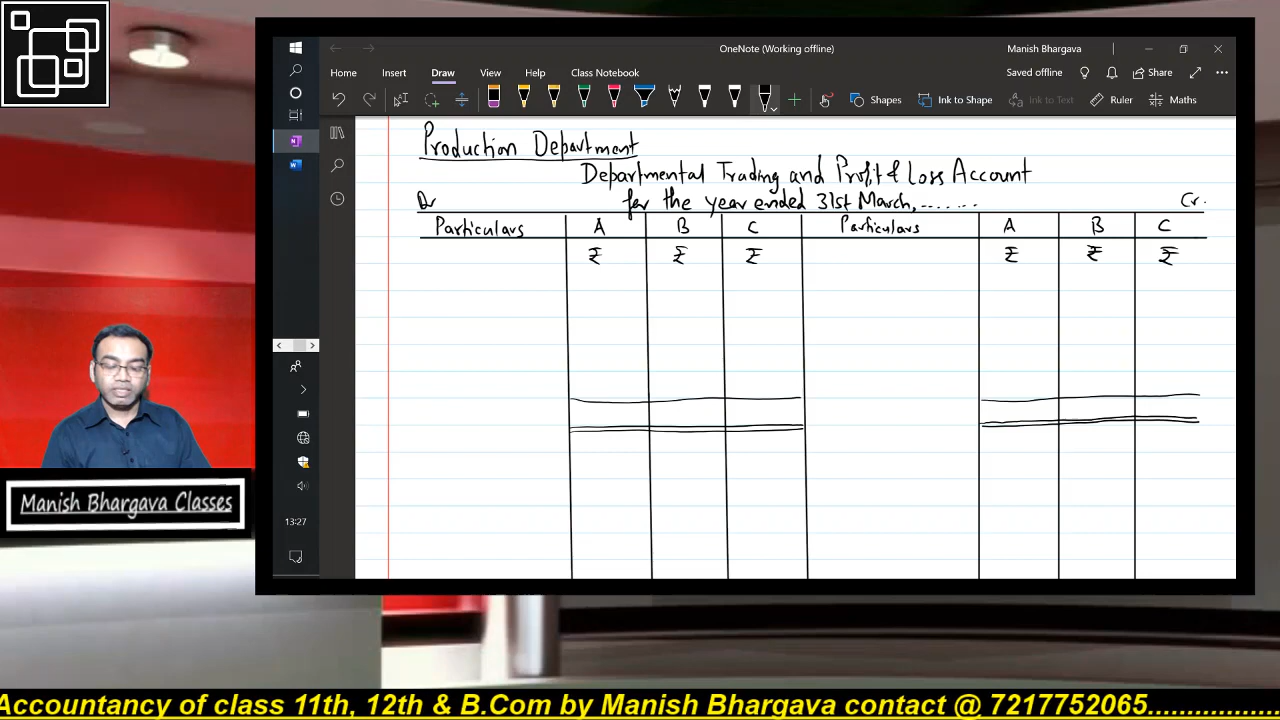 OneNote (Working offline)
Manish Bhargava
Home Insert Draw View Help Class Notebook
Saved offline
Share
Shapes
Ink to Shape
Ink to Text
Ruler
Maths
Production Department
Departmental Trading and Profit & Loss Account
for the year ended 31st March,.......
Dr
Cr.
Particulars A B C Particulars A B C
₹ ₹ ₹ ₹ ₹ ₹
Manish Bhargava Classes
13:27
Accountancy of class 11th, 12th & B.Com by Manish Bhargava contact @ 7217752065..................